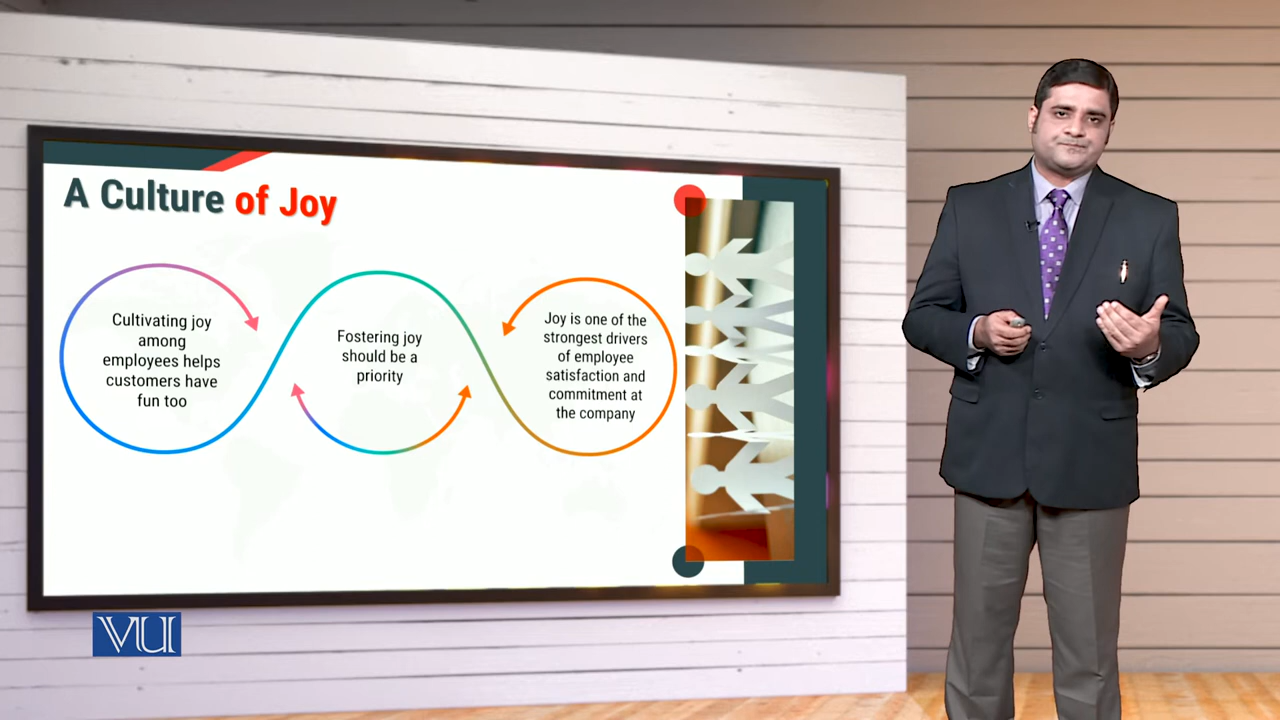 A Culture of Joy
Cultivating joy
among
employees helps
customers have
fun too
Fostering joy
should be a
priority
Joy is one of the
strongest drivers
of employee
satisfaction and
commitment at
the company
VU